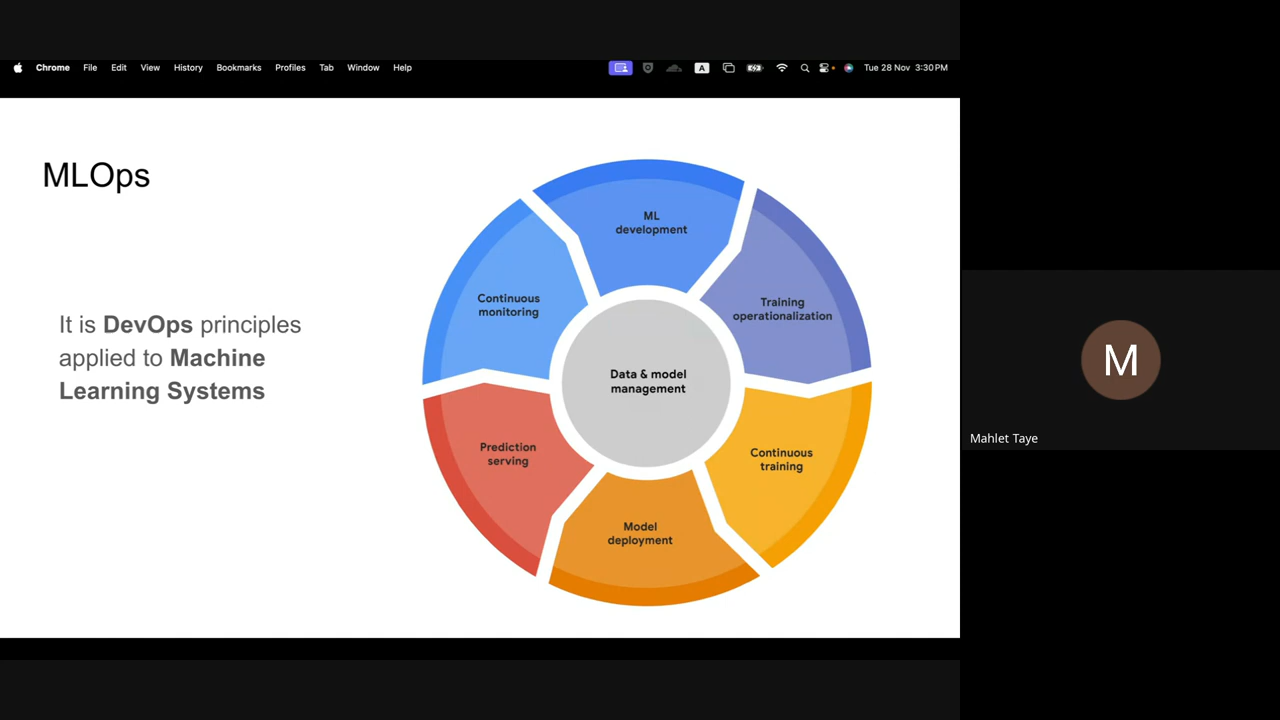 Chrome File Edit View History Bookmarks Profiles Tab Window Help A Tue 28 Nov 3:30 PM
MLOps
It is DevOps principles
applied to Machine
Learning Systems
ML
development
Training
operationalization
Continuous
training
Model
deployment
Prediction
serving
Continuous
monitoring
Data & model
management
M
Mahlet Taye